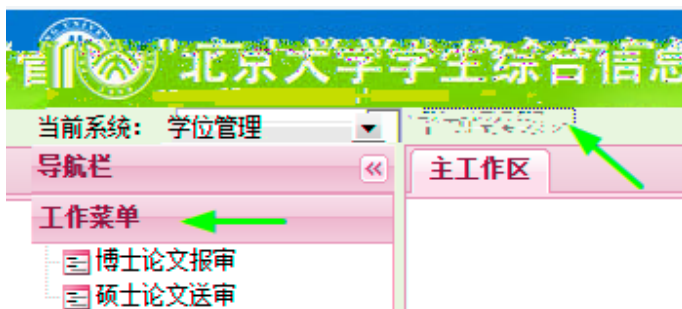 北京大学学生综合信息
当前系统： 学位管理
导航栏
主工作区
工作菜单
博士论文报审
硕士论文送审